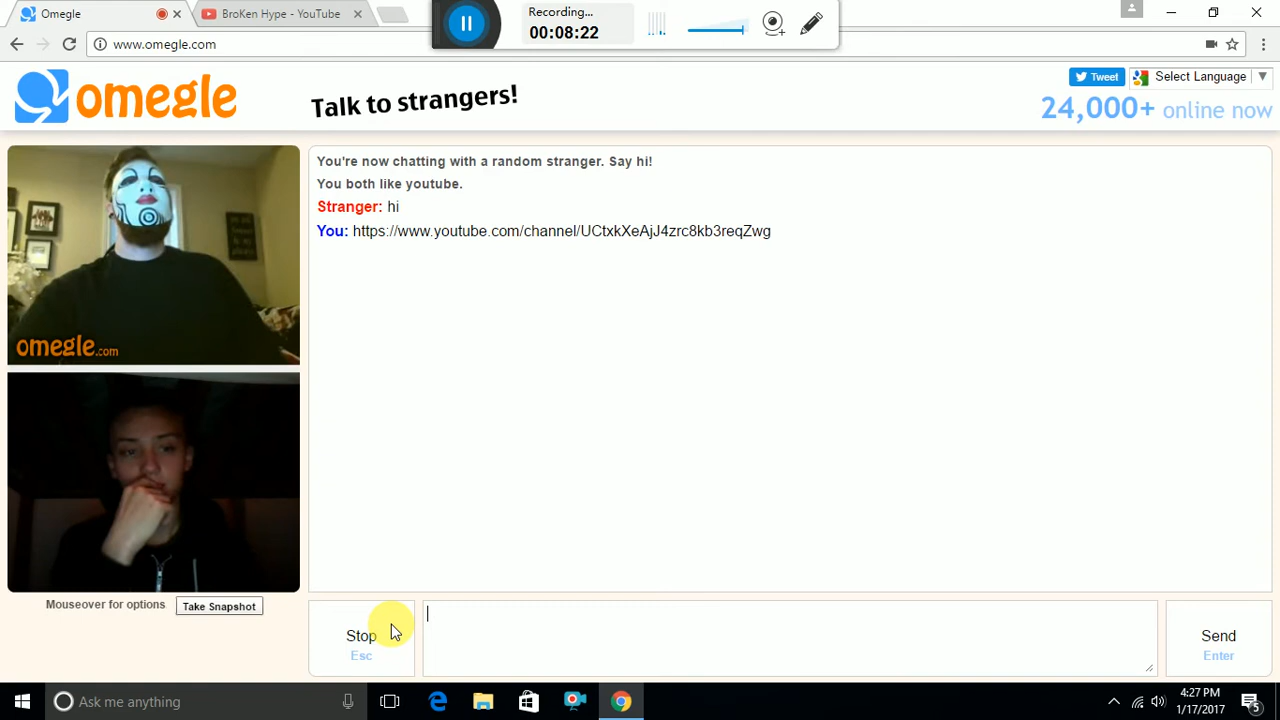 Omegle
BroKen Hype - YouTube
Recording...
00:08:22
www.omegle.com
omegle
Talk to strangers!
Tweet
Select Language
24,000+ online now
You're now chatting with a random stranger. Say hi!
You both like youtube.
Stranger: hi
You: https://www.youtube.com/channel/UCtxkXeAjJ4zrc8kb3reqZwg
omegle.com
Mouseover for options
Take Snapshot
Stop
Esc
Send
Enter
Ask me anything
4:27 PM
1/17/2017
5